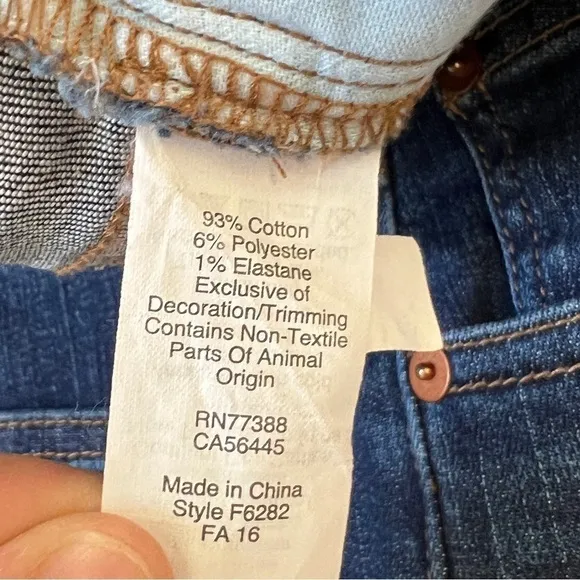 93% Cotton
6% Polyester
1% Elastane
Exclusive of
Decoration/Trimming
Contains Non-Textile
Parts Of Animal
Origin
RN77388
CA56445
Made in China
Style F6282
FA 16